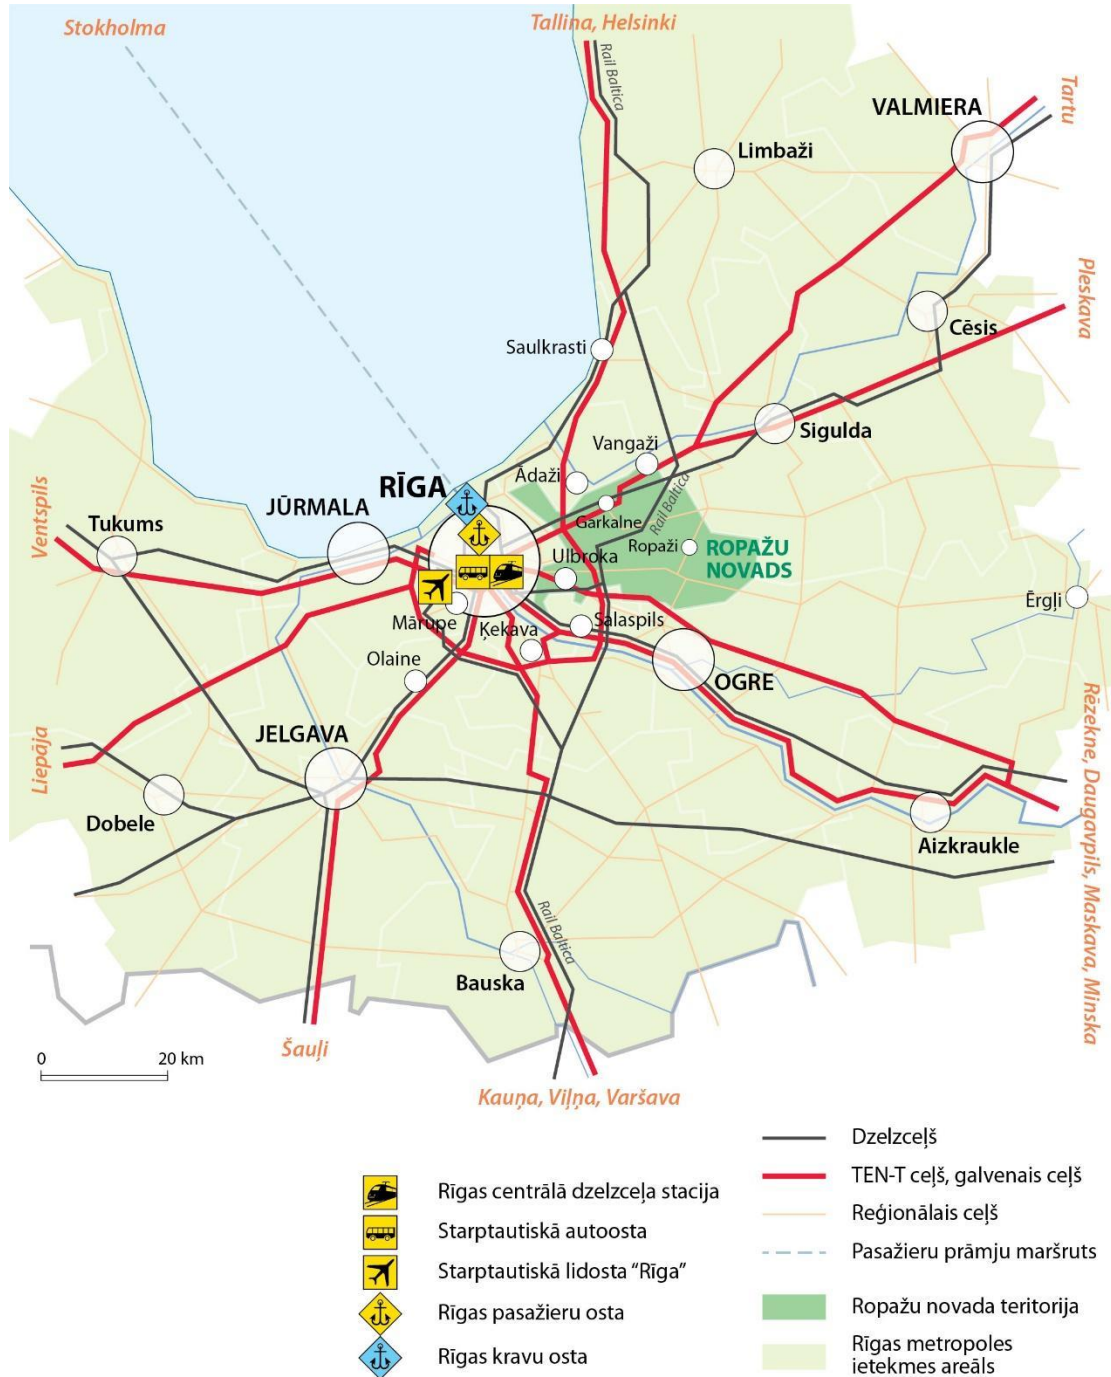 Stokholma
Tallina, Helsinki
Rail Baltica
Tartu
VALMIERA
Limbaži
Pleskava
Cēsis
Saulkrasti
Sigulda
Vangaži
Ādaži
RĪGA
JŪRMALA
Rail Baltica
Garkalne
Ventspils
Tukums
Ropaži
ROPAŽU
NOVADS
Ulbroka
Ērgļi
Mārupe
Ķekava
Salaspils
Olaine
OGRE
Rēzekne, Daugavpils, Maskava, Minska
Liepāja
JELGAVA
Dobele
Aizkraukle
Rail Baltica
Bauska
Šauļi
0 20 km
Kauņa, Viļņa, Varšava
Rīgas centrālā dzelzceļa stacija
Starptautiskā autoosta
Starptautiskā lidosta “Rīga”
Rīgas pasažieru osta
Rīgas kravu osta
Dzelzceļš
TEN-T ceļš, galvenais ceļš
Reģionālais ceļš
Pasažieru prāmju maršruts
Ropažu novada teritorija
Rīgas metropoles
ietekmes areāls